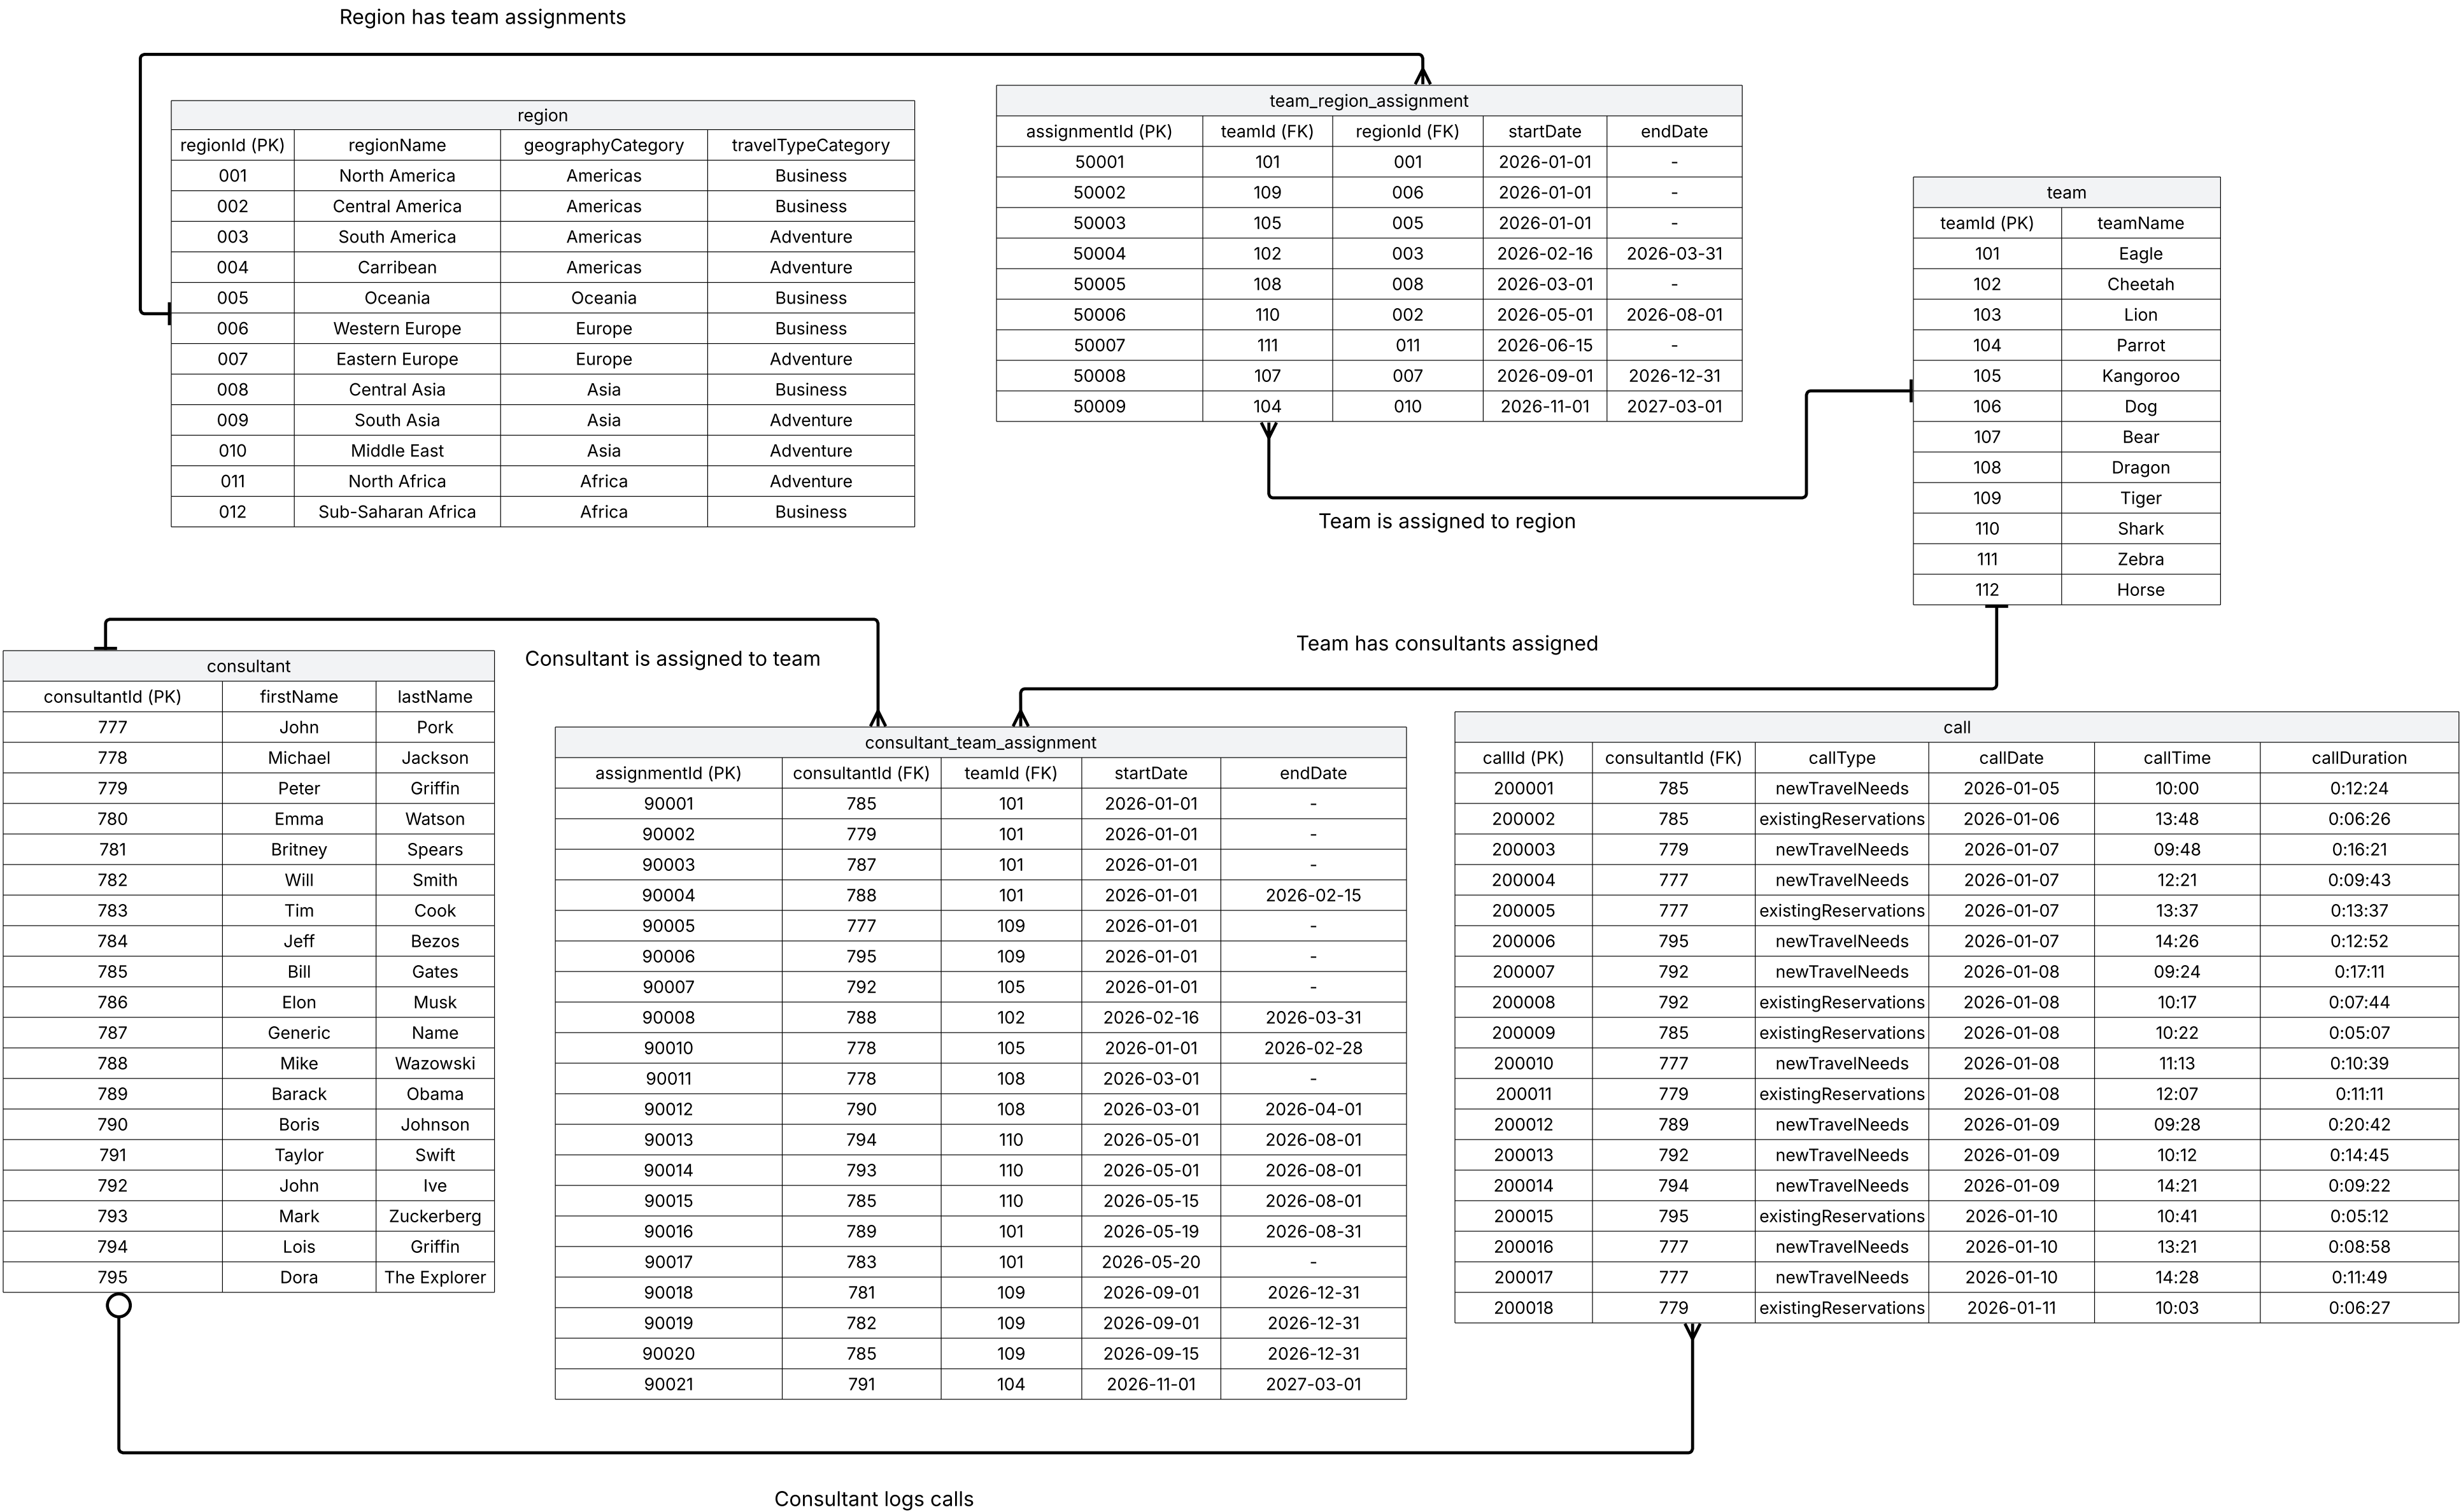 Region has team assignments
region
regionId (PK) regionName geographyCategory travelTypeCategory
001 North America Americas Business
002 Central America Americas Business
003 South America Americas Adventure
004 Carribean Americas Adventure
005 Oceania Oceania Business
006 Western Europe Europe Business
007 Eastern Europe Europe Adventure
008 Central Asia Asia Business
009 South Asia Asia Adventure
010 Middle East Asia Adventure
011 North Africa Africa Adventure
012 Sub-Saharan Africa Africa Business
team_region_assignment
assignmentId (PK) teamId (FK) regionId (FK) startDate endDate
50001 101 001 2026-01-01 -
50002 109 006 2026-01-01 -
50003 105 005 2026-01-01 -
50004 102 003 2026-02-16 2026-03-31
50005 108 008 2026-03-01 -
50006 110 002 2026-05-01 2026-08-01
50007 111 011 2026-06-15 -
50008 107 007 2026-09-01 2026-12-31
50009 104 010 2026-11-01 2027-03-01
team
teamId (PK) teamName
101 Eagle
102 Cheetah
103 Lion
104 Parrot
105 Kangoroo
106 Dog
107 Bear
108 Dragon
109 Tiger
110 Shark
111 Zebra
112 Horse
Team is assigned to region
Consultant is assigned to team
Team has consultants assigned
consultant
consultantId (PK) firstName lastName
777 John Pork
778 Michael Jackson
779 Peter Griffin
780 Emma Watson
781 Britney Spears
782 Will Smith
783 Tim Cook
784 Jeff Bezos
785 Bill Gates
786 Elon Musk
787 Generic Name
788 Mike Wazowski
789 Barack Obama
790 Boris Johnson
791 Taylor Swift
792 John Ive
793 Mark Zuckerberg
794 Lois Griffin
795 Dora The Explorer
consultant_team_assignment
assignmentId (PK) consultantId (FK) teamId (FK) startDate endDate
90001 785 101 2026-01-01 -
90002 779 101 2026-01-01 -
90003 787 101 2026-01-01 -
90004 788 101 2026-01-01 2026-02-15
90005 777 109 2026-01-01 -
90006 795 109 2026-01-01 -
90007 792 105 2026-01-01 -
90008 788 102 2026-02-16 2026-03-31
90010 778 105 2026-01-01 2026-02-28
90011 778 108 2026-03-01 -
90012 790 108 2026-03-01 2026-04-01
90013 794 110 2026-05-01 2026-08-01
90014 793 110 2026-05-01 2026-08-01
90015 785 110 2026-05-15 2026-08-01
90016 789 101 2026-05-19 2026-08-31
90017 783 101 2026-05-20 -
90018 781 109 2026-09-01 2026-12-31
90019 782 109 2026-09-01 2026-12-31
90020 785 109 2026-09-15 2026-12-31
90021 791 104 2026-11-01 2027-03-01
call
callId (PK) consultantId (FK) callType callDate callTime callDuration
200001 785 newTravelNeeds 2026-01-05 10:00 0:12:24
200002 785 existingReservations 2026-01-06 13:48 0:06:26
200003 779 newTravelNeeds 2026-01-07 09:48 0:16:21
200004 777 newTravelNeeds 2026-01-07 12:21 0:09:43
200005 777 existingReservations 2026-01-07 13:37 0:13:37
200006 795 newTravelNeeds 2026-01-07 14:26 0:12:52
200007 792 newTravelNeeds 2026-01-08 09:24 0:17:11
200008 792 existingReservations 2026-01-08 10:17 0:07:44
200009 785 existingReservations 2026-01-08 10:22 0:05:07
200010 777 newTravelNeeds 2026-01-08 11:13 0:10:39
200011 779 existingReservations 2026-01-08 12:07 0:11:11
200012 789 newTravelNeeds 2026-01-09 09:28 0:20:42
200013 792 newTravelNeeds 2026-01-09 10:12 0:14:45
200014 794 newTravelNeeds 2026-01-09 14:21 0:09:22
200015 795 existingReservations 2026-01-10 10:41 0:05:12
200016 777 newTravelNeeds 2026-01-10 13:21 0:08:58
200017 777 newTravelNeeds 2026-01-10 14:28 0:11:49
200018 779 existingReservations 2026-01-11 10:03 0:06:27
Consultant logs calls